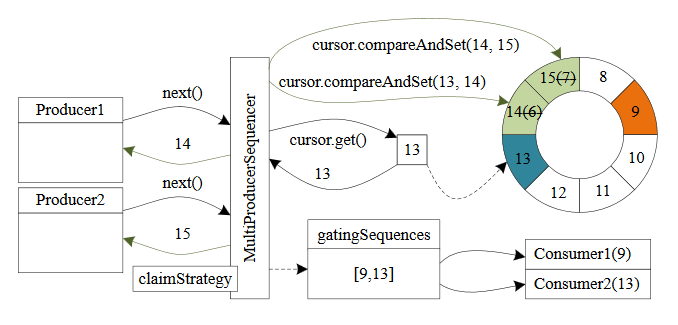 cursor.compareAndSet(14, 15)
cursor.compareAndSet(13, 14)
15(7)
8
14(6)
9
13
10
12
11
Producer1
next()
14
Producer2
next()
15
claimStrategy
MultiProducerSequencer
cursor.get()
13
13
gatingSequences
[9,13]
Consumer1(9)
Consumer2(13)